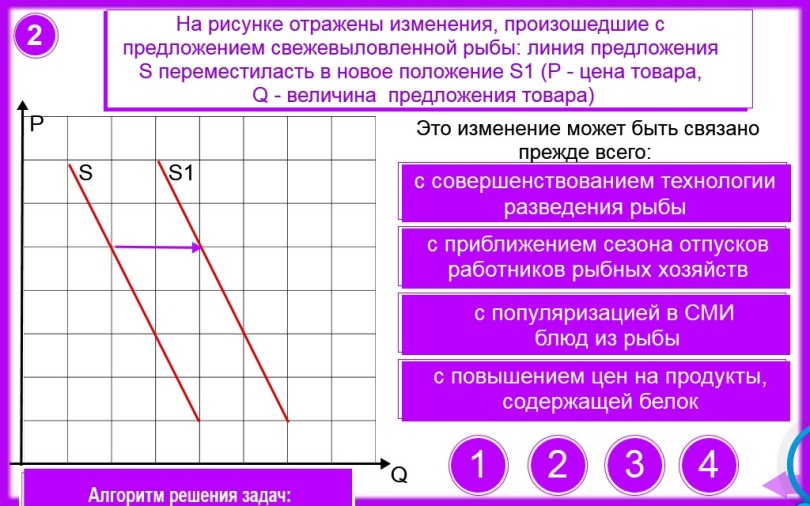 2
На рисунке отражены изменения, произошедшие с
предложением свежевыловленной рыбы: линия предложения
S переместиласть в новое положение S1 (P - цена товара,
Q - величина предложения товара)
P
S
S1
Q
Это изменение может быть связано
прежде всего:
с совершенствованием технологии
разведения рыбы
с приближением сезона отпусков
работников рыбных хозяйств
с популяризацией в СМИ
блюд из рыбы
с повышением цен на продукты,
содержащей белок
1 2 3 4
Алгоритм решения задач: